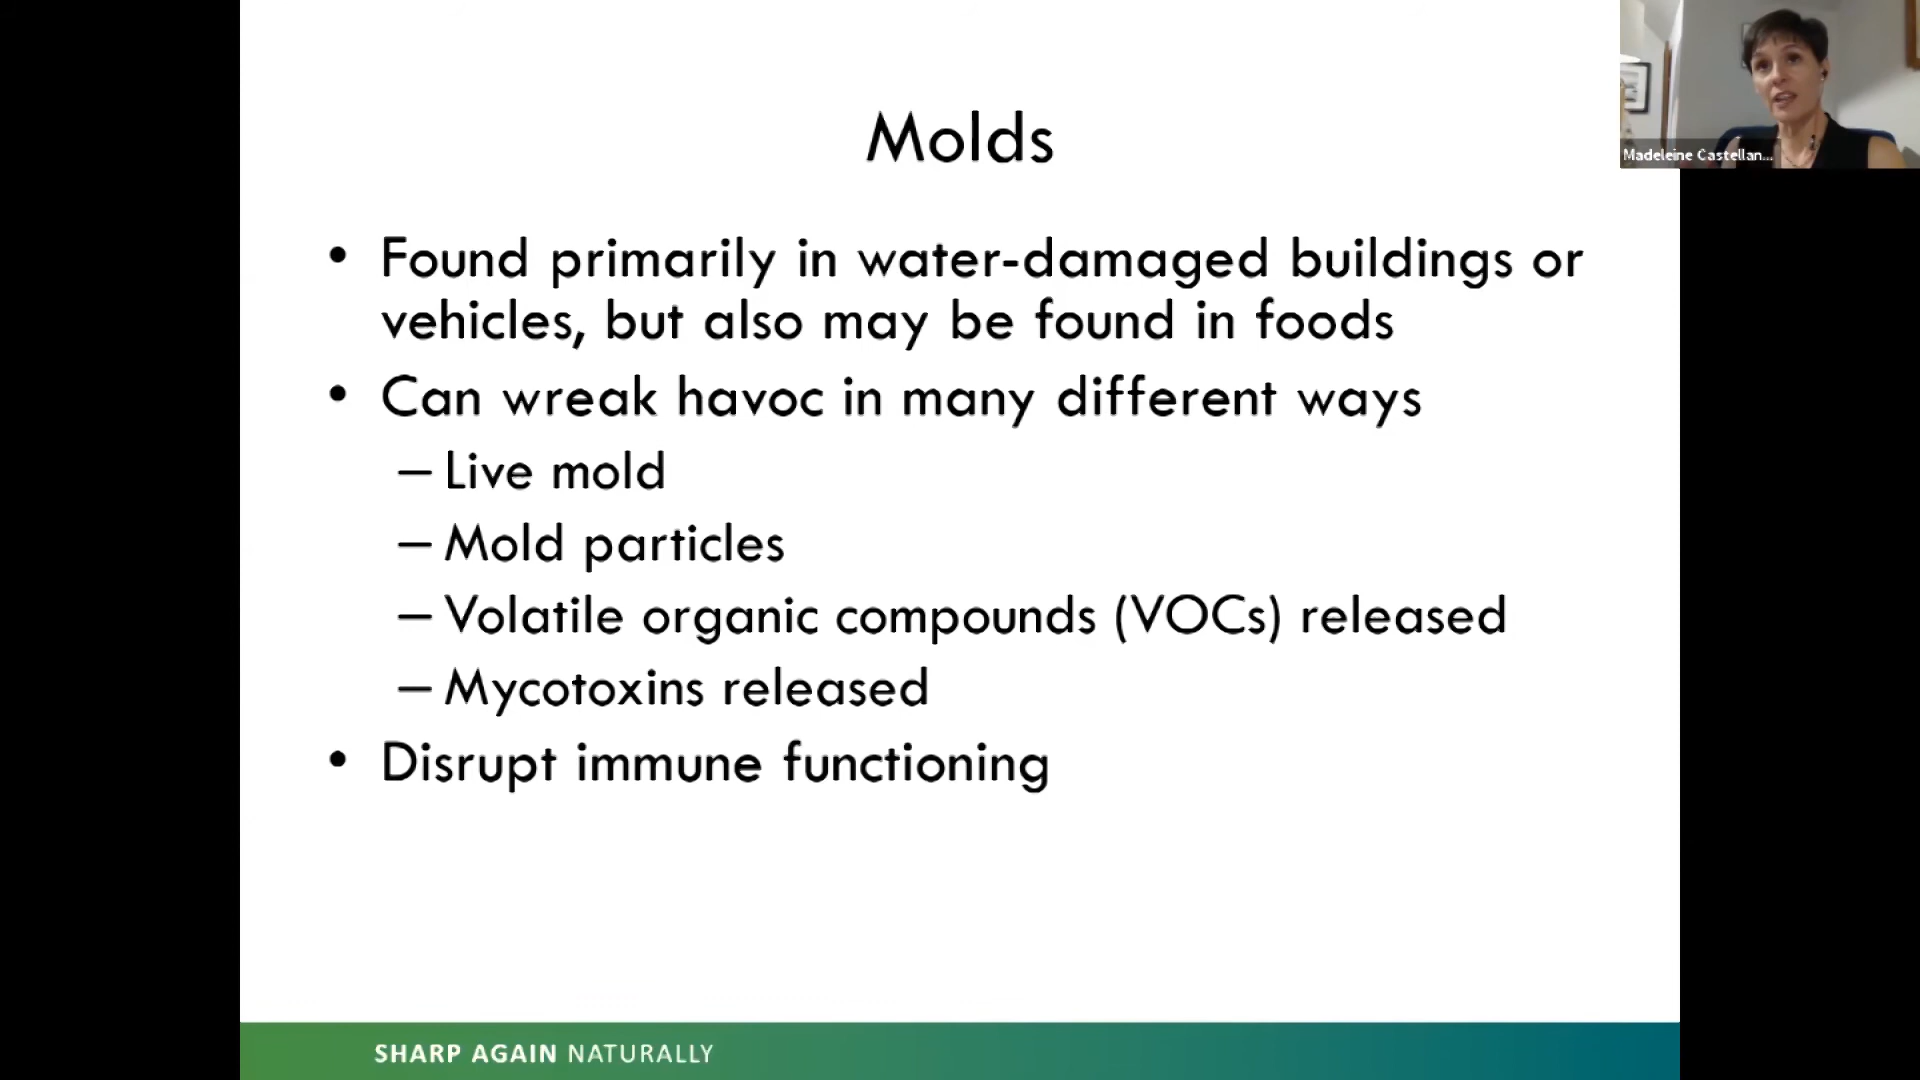 Molds
• Found primarily in water-damaged buildings or
vehicles, but also may be found in foods
• Can wreak havoc in many different ways
– Live mold
– Mold particles
– Volatile organic compounds (VOCs) released
– Mycotoxins released
• Disrupt immune functioning
SHARP AGAIN NATURALLY
Madeleine Castellan...